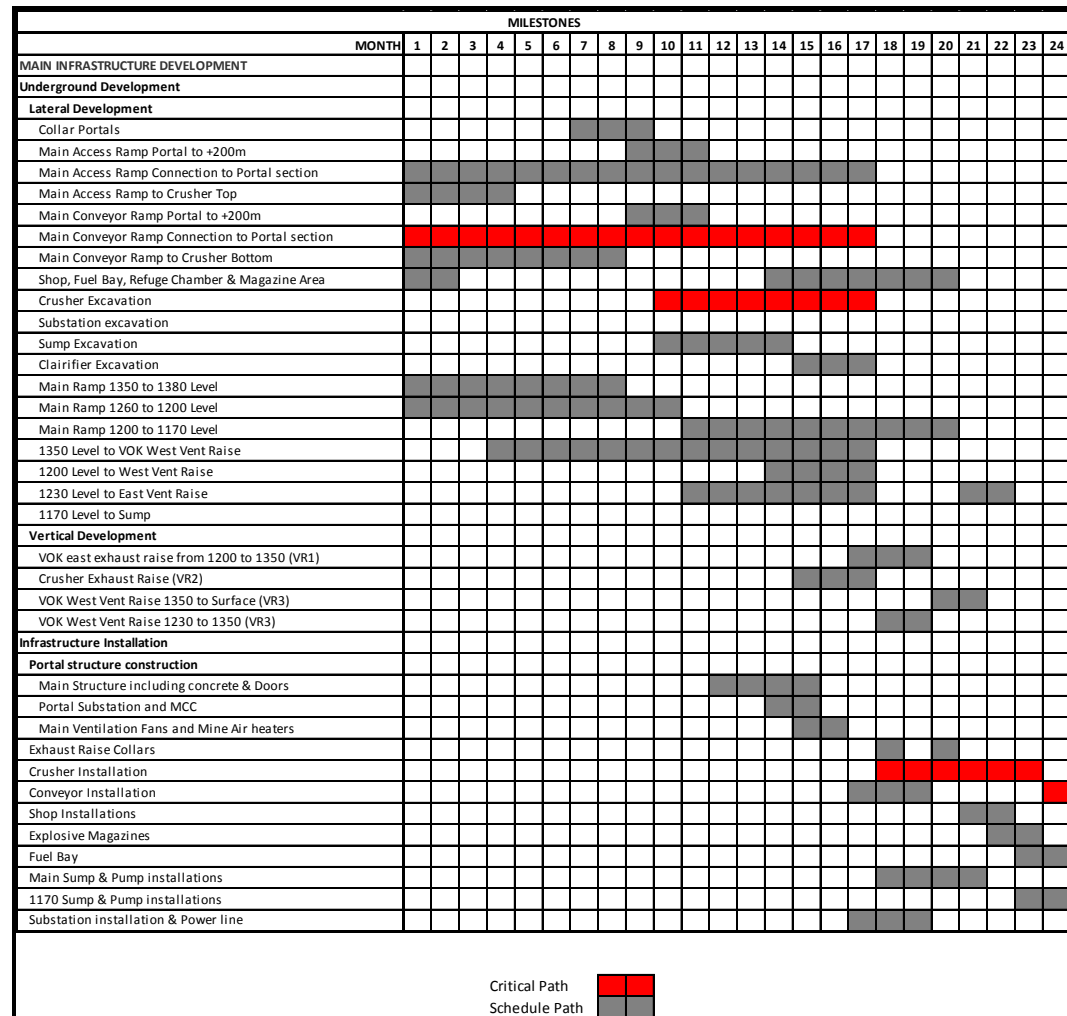 MILESTONES
MONTH 1 2 3 4 5 6 7 8 9 10 11 12 13 14 15 16 17 18 19 20 21 22 23 24
MAIN INFRASTRUCTURE DEVELOPMENT
Underground Development
Lateral Development
Collar Portals
Main Access Ramp Portal to +200m
Main Access Ramp Connection to Portal section
Main Access Ramp to Crusher Top
Main Conveyor Ramp Portal to +200m
Main Conveyor Ramp Connection to Portal section
Main Conveyor Ramp to Crusher Bottom
Shop, Fuel Bay, Refuge Chamber & Magazine Area
Crusher Excavation
Substation excavation
Sump Excavation
Clairifier Excavation
Main Ramp 1350 to 1380 Level
Main Ramp 1260 to 1200 Level
Main Ramp 1200 to 1170 Level
1350 Level to VOK West Vent Raise
1200 Level to West Vent Raise
1230 Level to East Vent Raise
1170 Level to Sump
Vertical Development
VOK east exhaust raise from 1200 to 1350 (VR1)
Crusher Exhaust Raise (VR2)
VOK West Vent Raise 1350 to Surface (VR3)
VOK West Vent Raise 1230 to 1350 (VR3)
Infrastructure Installation
Portal structure construction
Main Structure including concrete & Doors
Portal Substation and MCC
Main Ventilation Fans and Mine Air heaters
Exhaust Raise Collars
Crusher Installation
Conveyor Installation
Shop Installations
Explosive Magazines
Fuel Bay
Main Sump & Pump installations
1170 Sump & Pump installations
Substation installation & Power line
Critical Path
Schedule Path